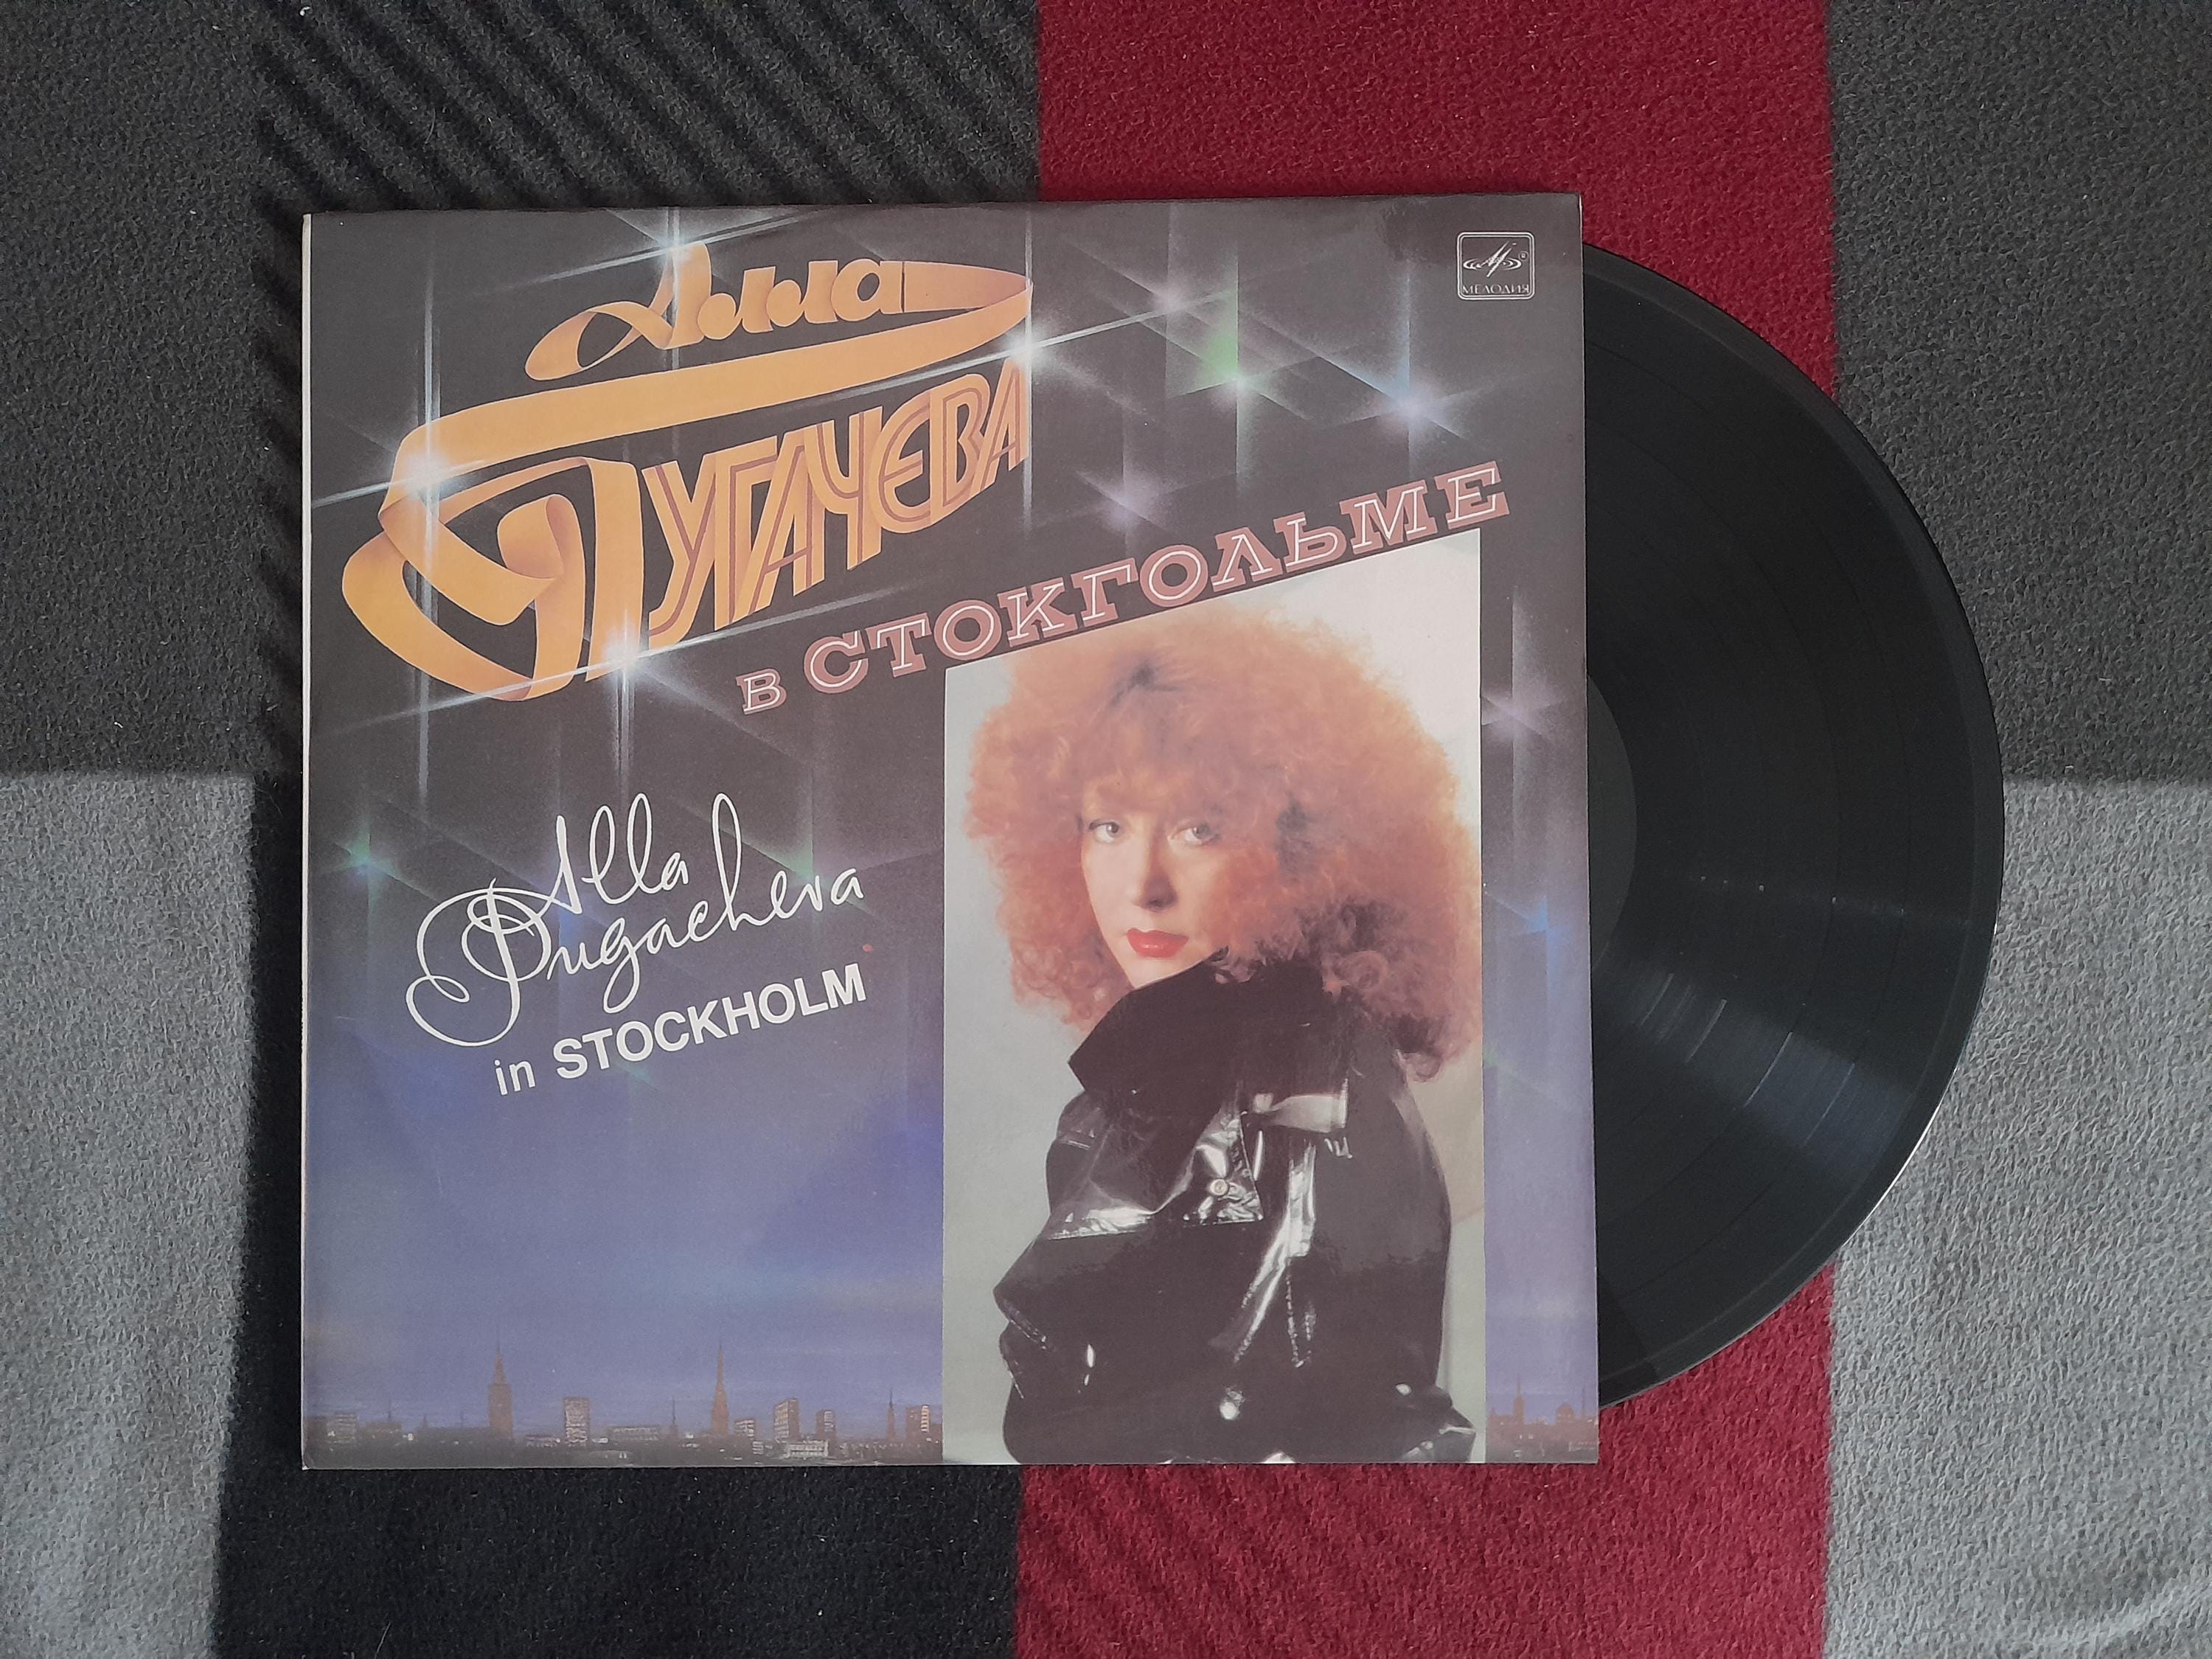 Алла
Пугачева
в СТОКГОЛЬМЕ
МЕЛОДИЯ
Alla
Pugacheva
in STOCKHOLM